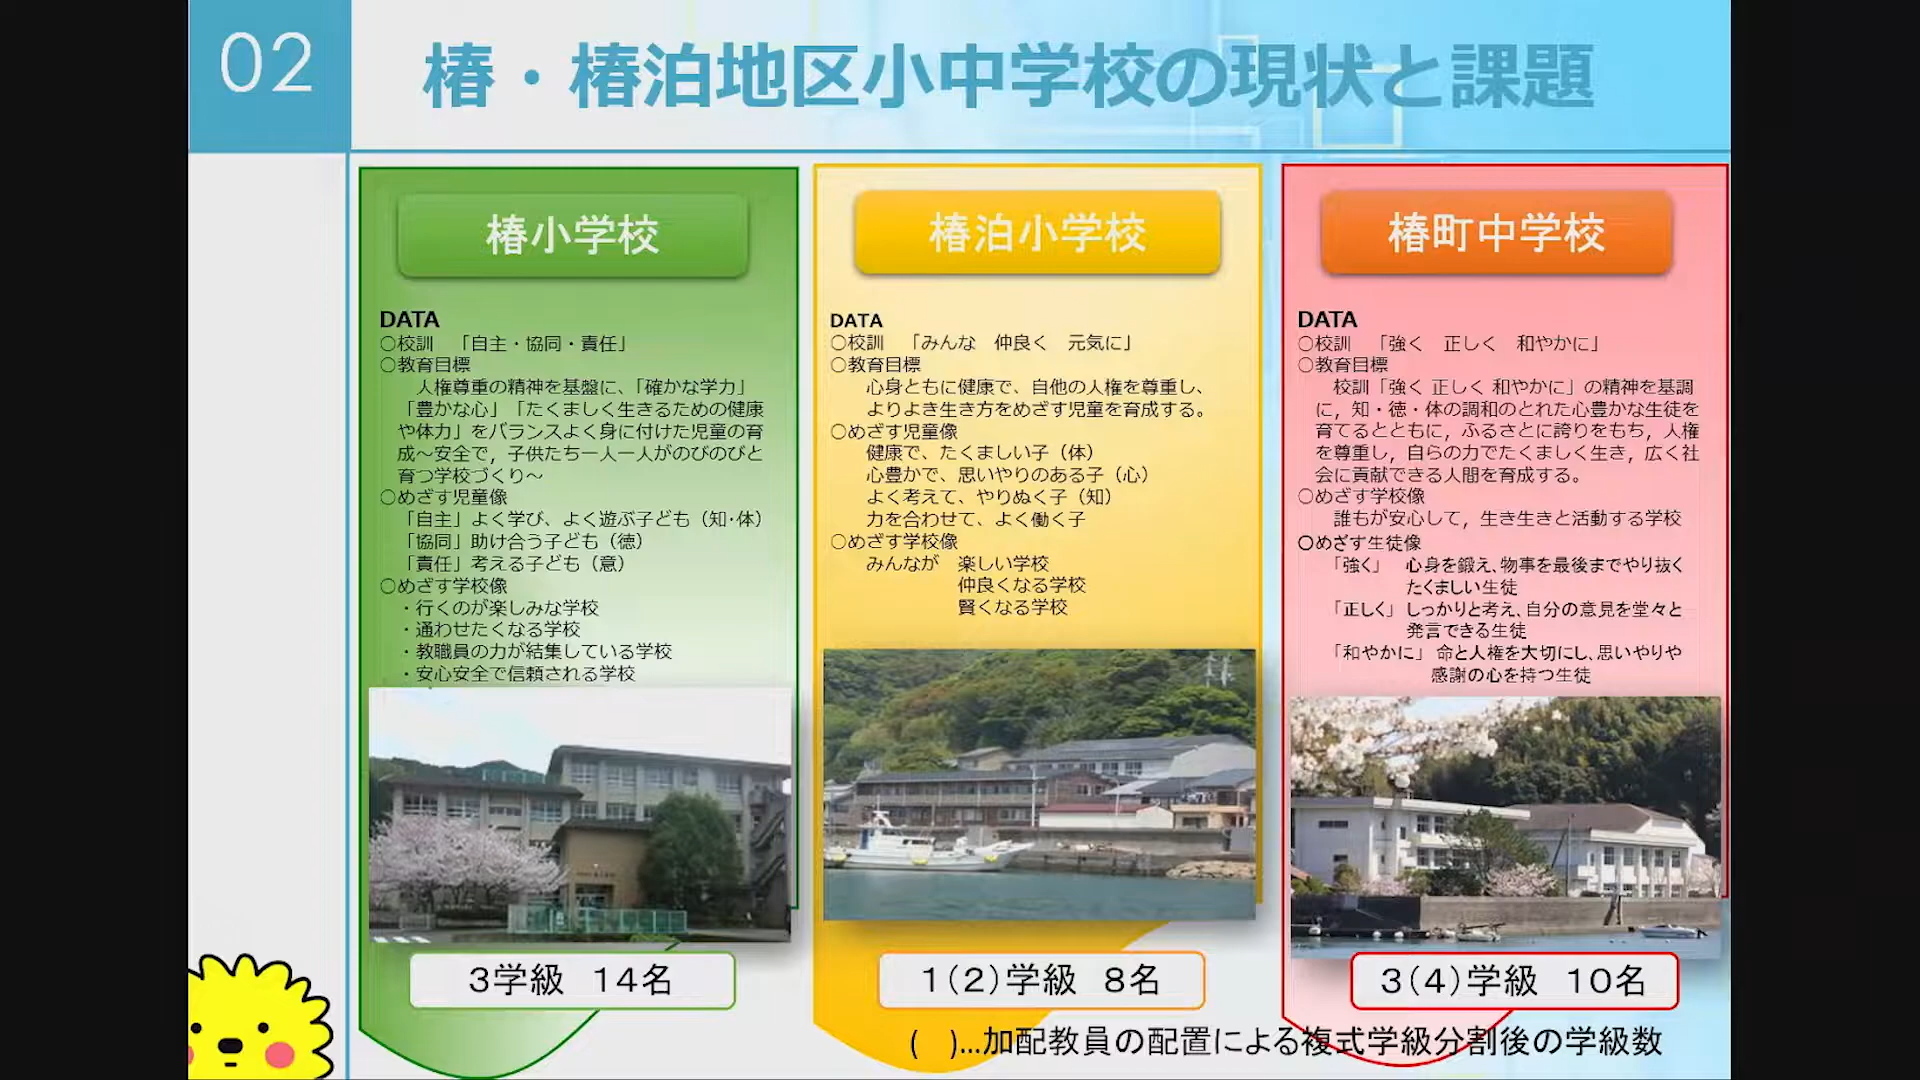 02
椿・椿泊地区小中学校の現状と課題
椿小学校
DATA
○校訓 「自主・協同・責任」
○教育目標
人権尊重の精神を基盤に、「確かな学力」
「豊かな心」「たくましく生きるための健康
や体力」をバランスよく身に付けた児童の育
成～安全で，子供たち一人一人がのびのびと
育つ学校づくり～
○めざす児童像
「自主」よく学び、よく遊ぶ子ども（知･体）
「協同」助け合う子ども（徳）
「責任」考える子ども（意）
○めざす学校像
・行くのが楽しみな学校
・通わせたくなる学校
・教職員の力が結集している学校
・安心安全で信頼される学校
3学級 14名
椿泊小学校
DATA
○校訓 「みんな 仲良く 元気に」
○教育目標
心身ともに健康で、自他の人権を尊重し、
よりよき生き方をめざす児童を育成する。
○めざす児童像
健康で、たくましい子（体）
心豊かで、思いやりのある子（心）
よく考えて、やりぬく子（知）
力を合わせて、よく働く子
○めざす学校像
みんなが 楽しい学校
仲良くなる学校
賢くなる学校
1(2)学級 8名
椿町中学校
DATA
○校訓 「強く 正しく 和やかに」
○教育目標
校訓「強く 正しく 和やかに」の精神を基調
に，知・徳・体の調和のとれた心豊かな生徒を
育てるとともに，ふるさとに誇りをもち，人権
を尊重し，自らの力でたくましく生き，広く社
会に貢献できる人間を育成する。
○めざす学校像
誰もが安心して，生き生きと活動する学校
○めざす生徒像
「強く」 心身を鍛え、物事を最後までやり抜く
たくましい生徒
「正しく」 しっかりと考え、自分の意見を堂々と
発言できる生徒
「和やかに」 命と人権を大切にし、思いやりや
感謝の心を持つ生徒
3(4)学級 10名
(　)…加配教員の配置による複式学級分割後の学級数